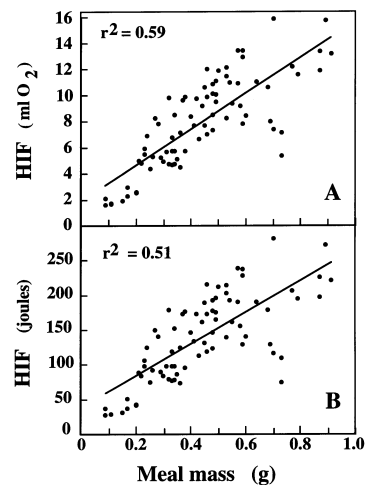 16
r² = 0.59
14
12
10
8
6
4
2
0
HIF (ml O₂)
A
r² = 0.51
250
200
150
100
50
0
HIF (joules)
B
0 0.2 0.4 0.6 0.8 1.0
Meal mass (g)